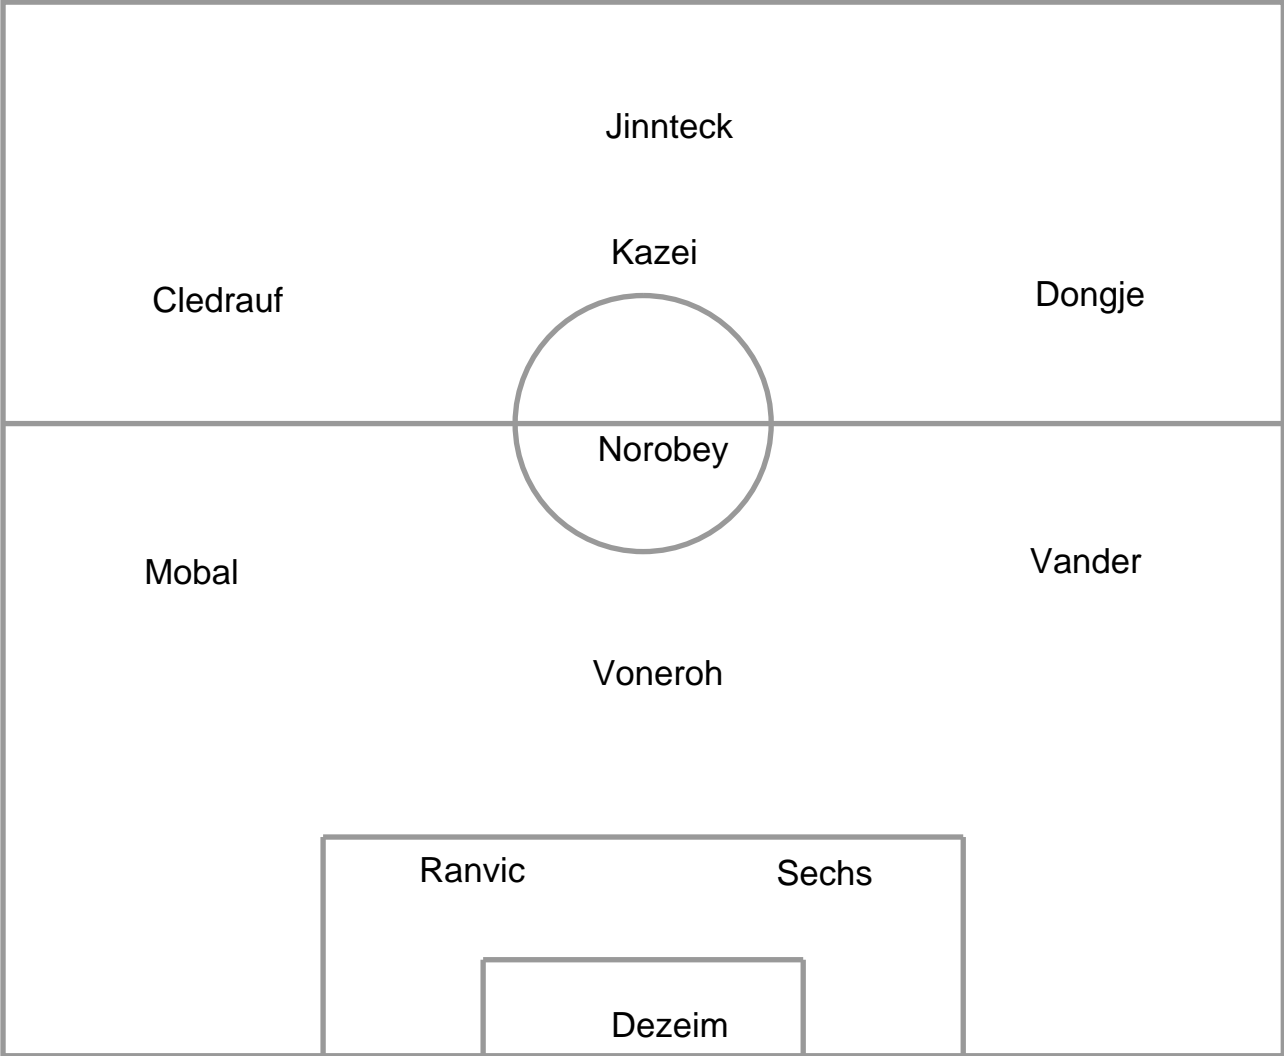 Jinnteck
Kazei
Cledrauf
Dongje
Norobey
Mobal
Vander
Voneroh
Ranvic
Sechs
Dezeim